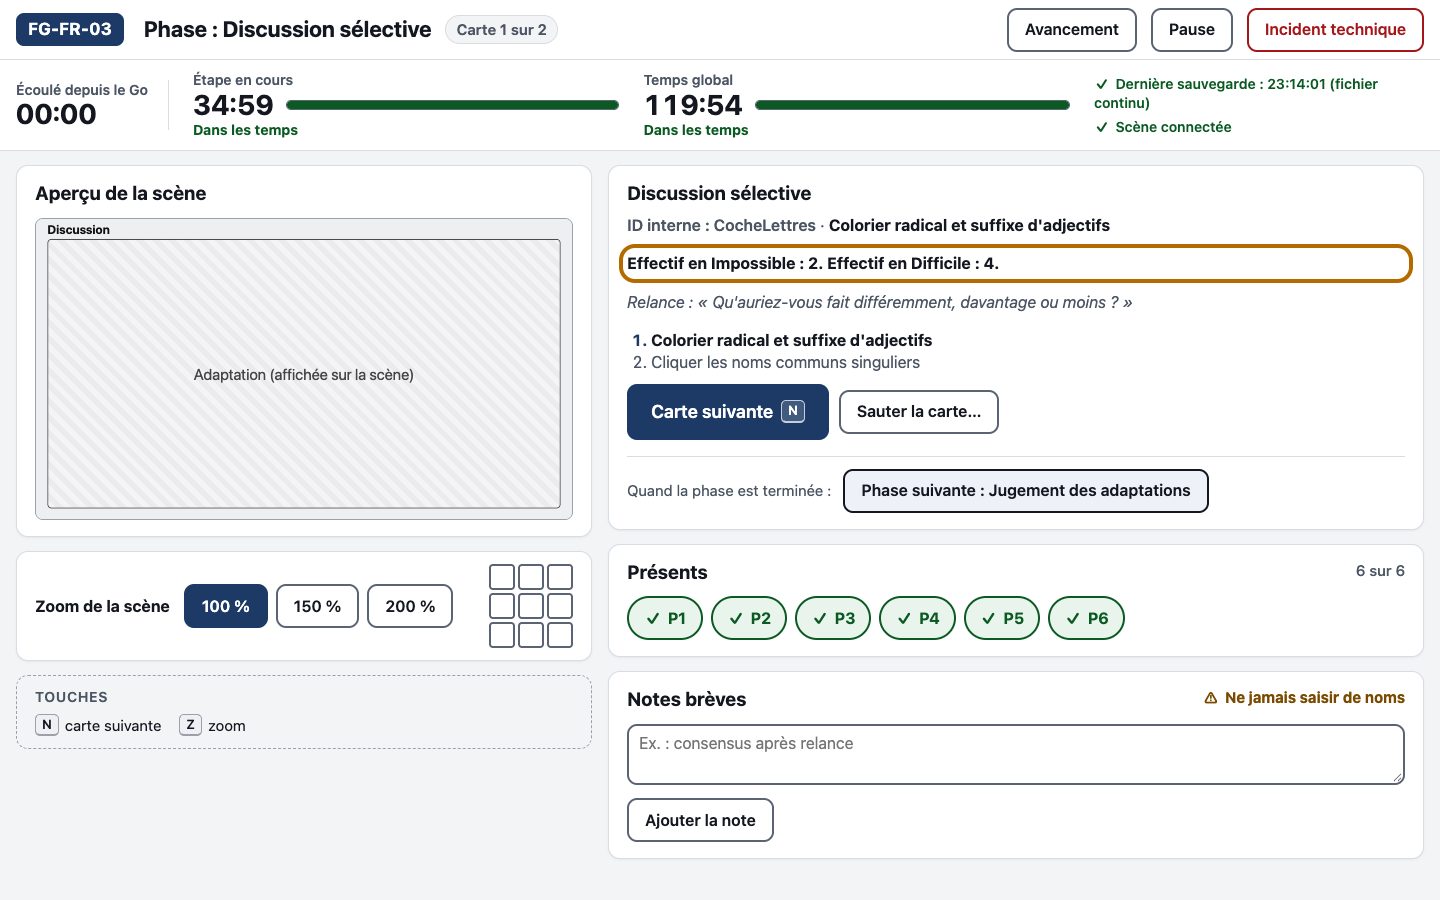 FG-FR-03
Phase : Discussion sélective
Carte 1 sur 2
Avancement
Pause
Incident technique
Écoulé depuis le Go
00:00
Étape en cours
34:59
Dans les temps
Temps global
119:54
Dans les temps
✓ Dernière sauvegarde : 23:14:01 (fichier
continu)
✓ Scène connectée
Aperçu de la scène
Discussion
Adaptation (affichée sur la scène)
Zoom de la scène
100 %
150 %
200 %
TOUCHES
N carte suivante
Z zoom
Discussion sélective
ID interne : CocheLettres · Colorier radical et suffixe d'adjectifs
Effectif en Impossible : 2. Effectif en Difficile : 4.
Relance : « Qu'auriez-vous fait différemment, davantage ou moins ? »
1. Colorier radical et suffixe d'adjectifs
2. Cliquer les noms communs singuliers
Carte suivante N
Sauter la carte...
Quand la phase est terminée :
Phase suivante : Jugement des adaptations
Présents
6 sur 6
✓ P1
✓ P2
✓ P3
✓ P4
✓ P5
✓ P6
Notes brèves
⚠ Ne jamais saisir de noms
Ex. : consensus après relance
Ajouter la note